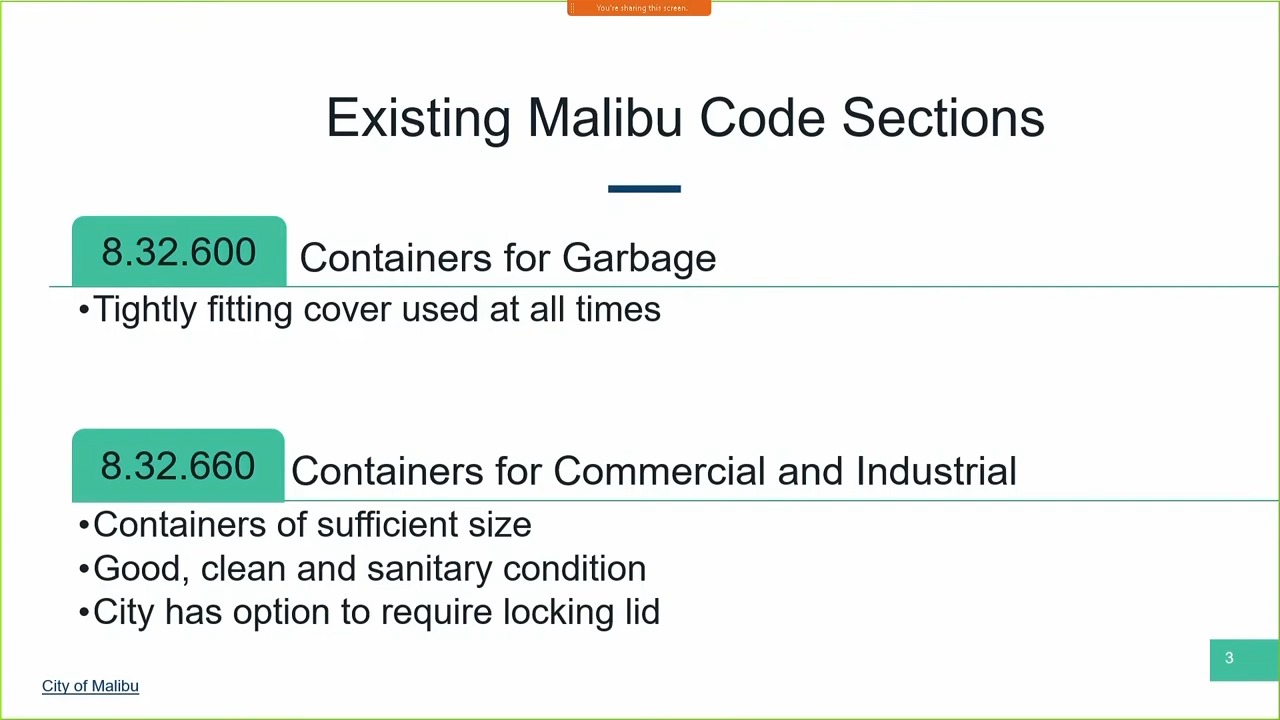 You're sharing this screen.
Existing Malibu Code Sections
8.32.600 Containers for Garbage
•Tightly fitting cover used at all times
8.32.660 Containers for Commercial and Industrial
•Containers of sufficient size
•Good, clean and sanitary condition
•City has option to require locking lid
3
City of Malibu